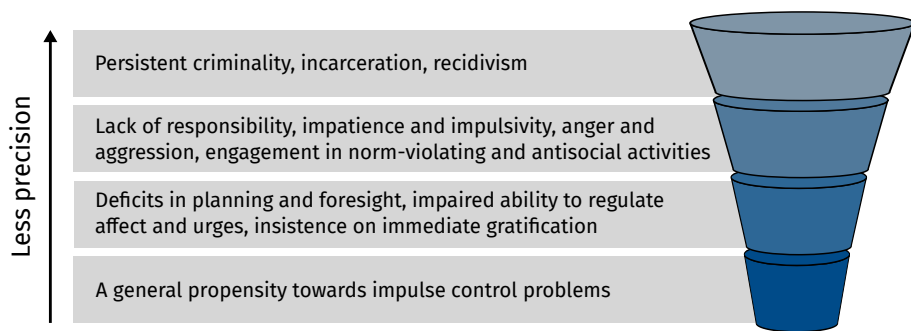 Less precision
Persistent criminality, incarceration, recidivism
Lack of responsibility, impatience and impulsivity, anger and
aggression, engagement in norm-violating and antisocial activities
Deficits in planning and foresight, impaired ability to regulate
affect and urges, insistence on immediate gratification
A general propensity towards impulse control problems